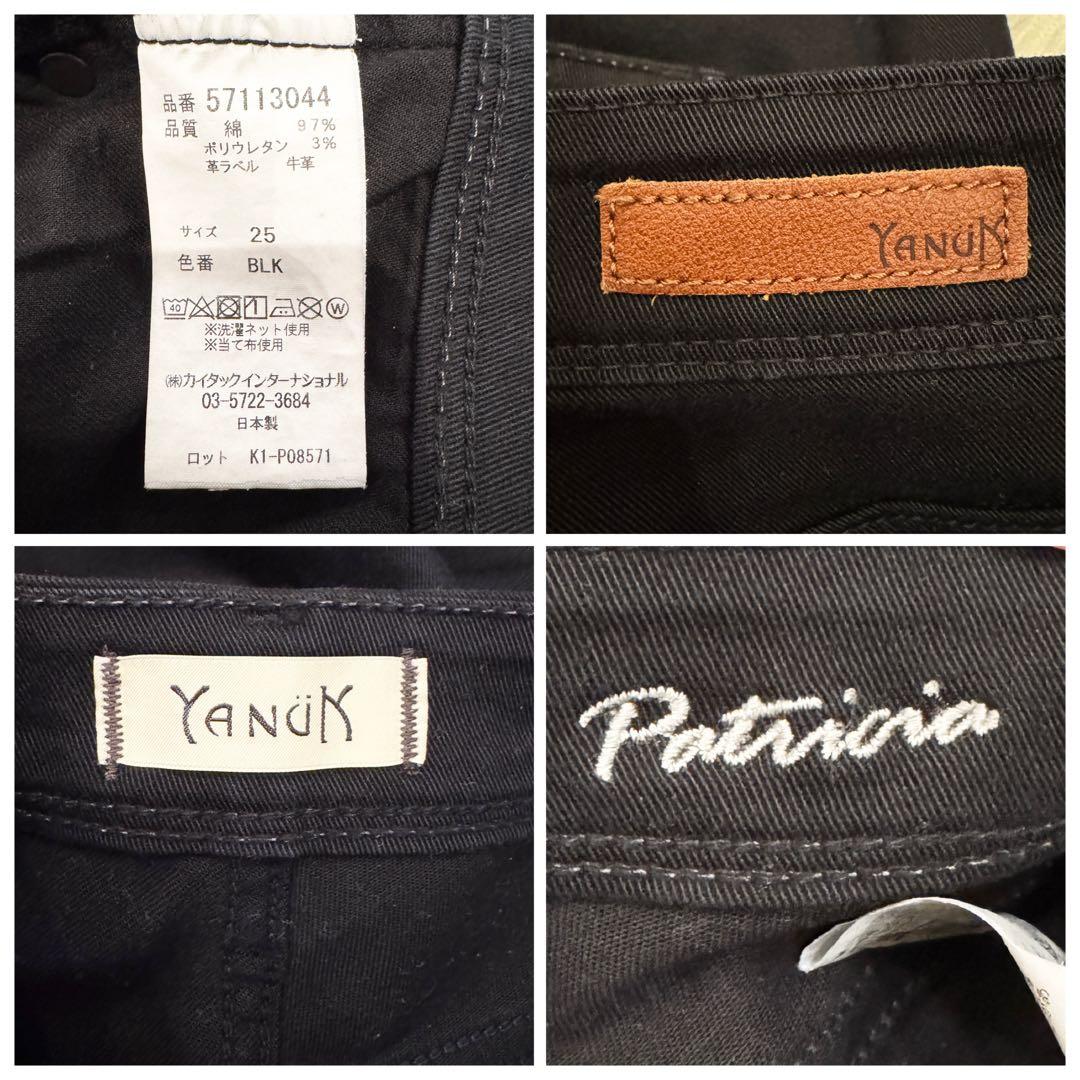 品番 57113044
品質 綿 97%
ポリウレタン 3%
革ラベル 牛革
サイズ 25
色番 BLK
40 1 W
※洗濯ネット使用
※当て布使用
㈱カイタックインターナショナル
03-5722-3684
日本製
ロット K1-P08571
YANÜK
YANÜK
Patricia